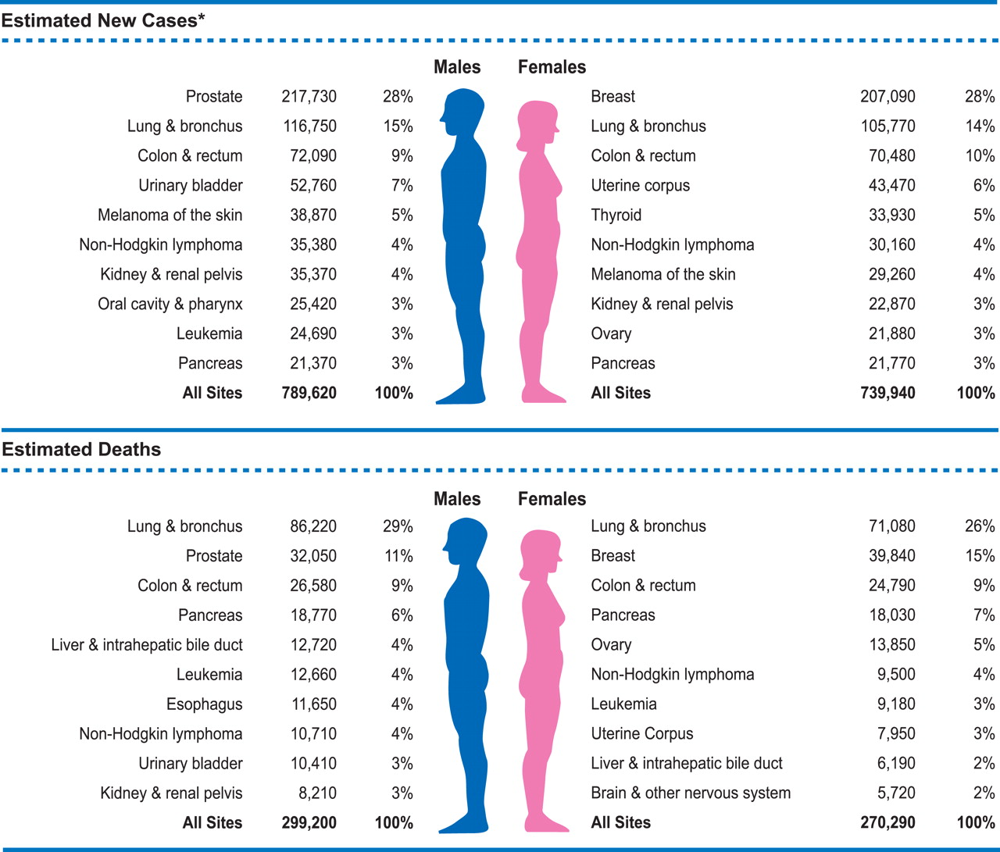 Estimated New Cases*
Males Females
Prostate 217,730 28% Breast 207,090 28%
Lung & bronchus 116,750 15% Lung & bronchus 105,770 14%
Colon & rectum 72,090 9% Colon & rectum 70,480 10%
Urinary bladder 52,760 7% Uterine corpus 43,470 6%
Melanoma of the skin 38,870 5% Thyroid 33,930 5%
Non-Hodgkin lymphoma 35,380 4% Non-Hodgkin lymphoma 30,160 4%
Kidney & renal pelvis 35,370 4% Melanoma of the skin 29,260 4%
Oral cavity & pharynx 25,420 3% Kidney & renal pelvis 22,870 3%
Leukemia 24,690 3% Ovary 21,880 3%
Pancreas 21,370 3% Pancreas 21,770 3%
All Sites 789,620 100% All Sites 739,940 100%
Estimated Deaths
Males Females
Lung & bronchus 86,220 29% Lung & bronchus 71,080 26%
Prostate 32,050 11% Breast 39,840 15%
Colon & rectum 26,580 9% Colon & rectum 24,790 9%
Pancreas 18,770 6% Pancreas 18,030 7%
Liver & intrahepatic bile duct 12,720 4% Ovary 13,850 5%
Leukemia 12,660 4% Non-Hodgkin lymphoma 9,500 4%
Esophagus 11,650 4% Leukemia 9,180 3%
Non-Hodgkin lymphoma 10,710 4% Uterine Corpus 7,950 3%
Urinary bladder 10,410 3% Liver & intrahepatic bile duct 6,190 2%
Kidney & renal pelvis 8,210 3% Brain & other nervous system 5,720 2%
All Sites 299,200 100% All Sites 270,290 100%